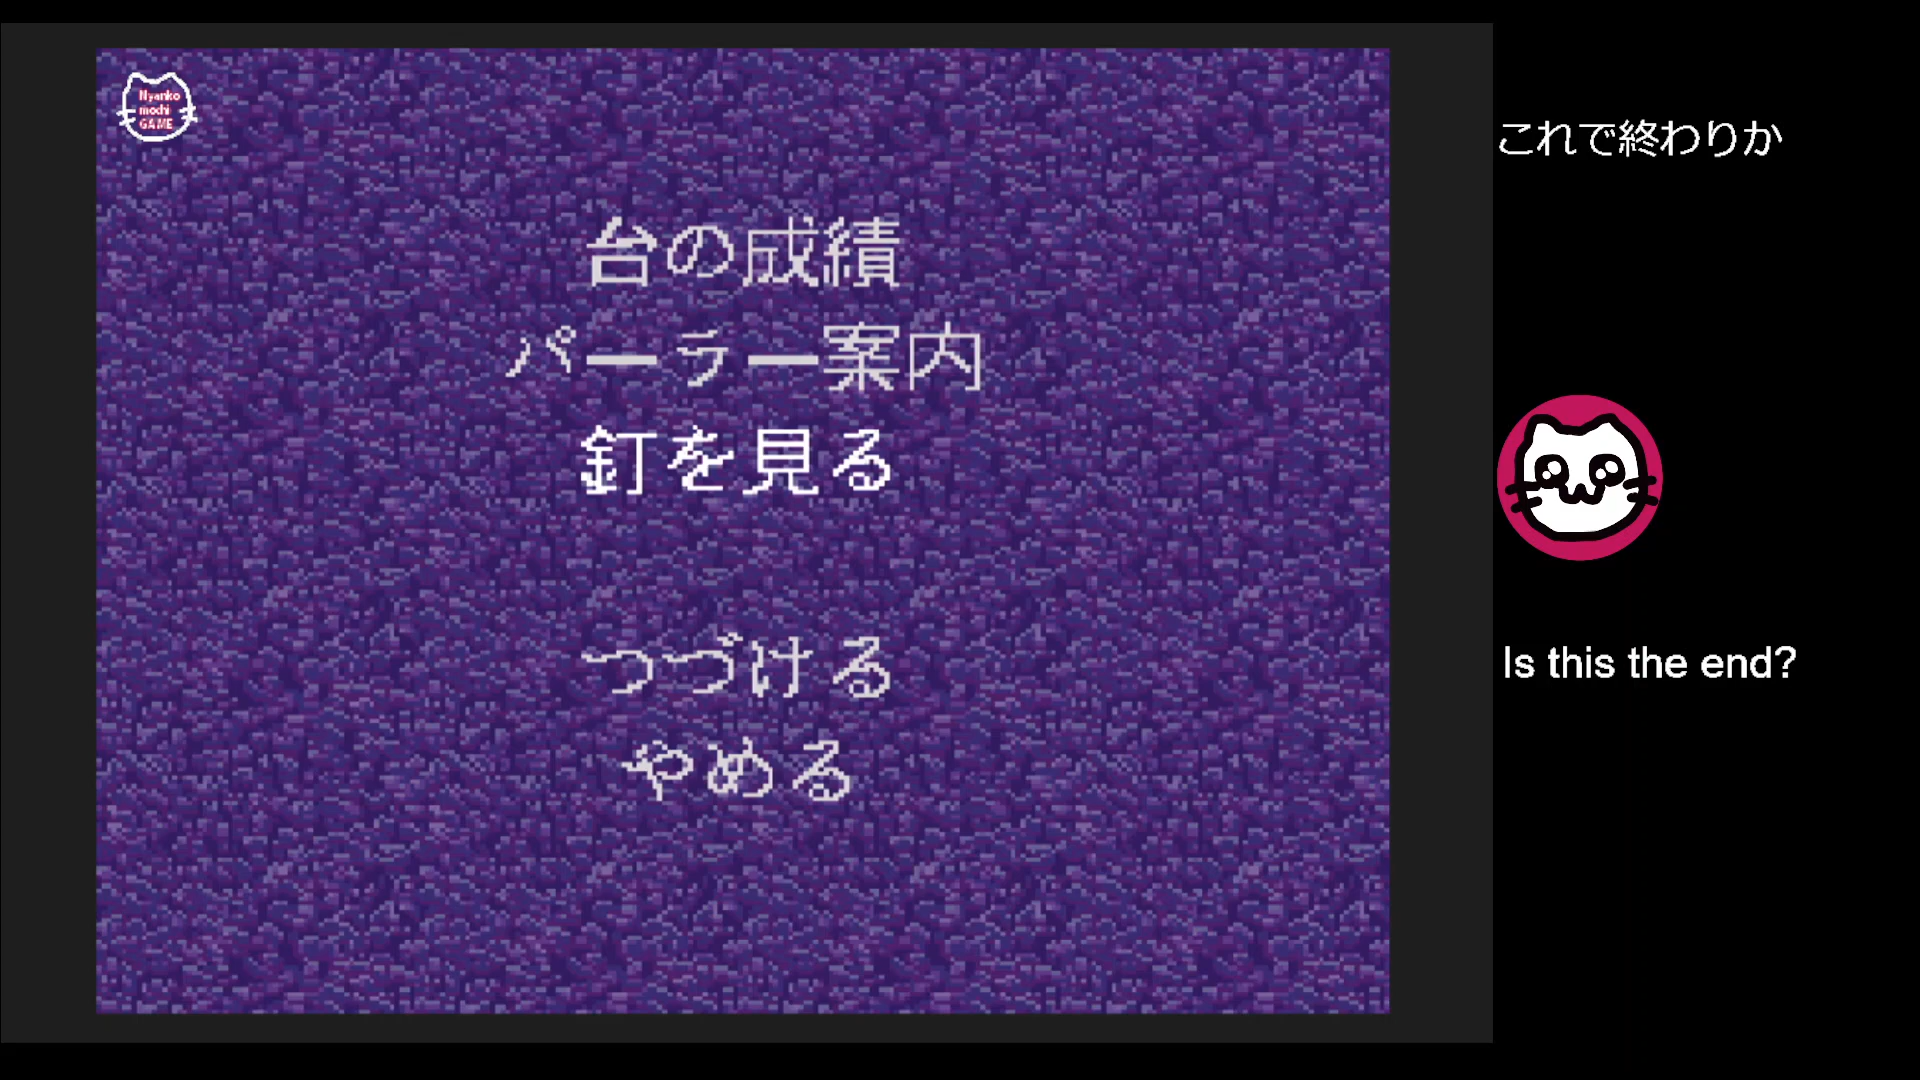 Nyanko
mochi
GAME
台の成績
パーラー案内
釘を見る
つづける
やめる
これで終わりか
Is this the end?